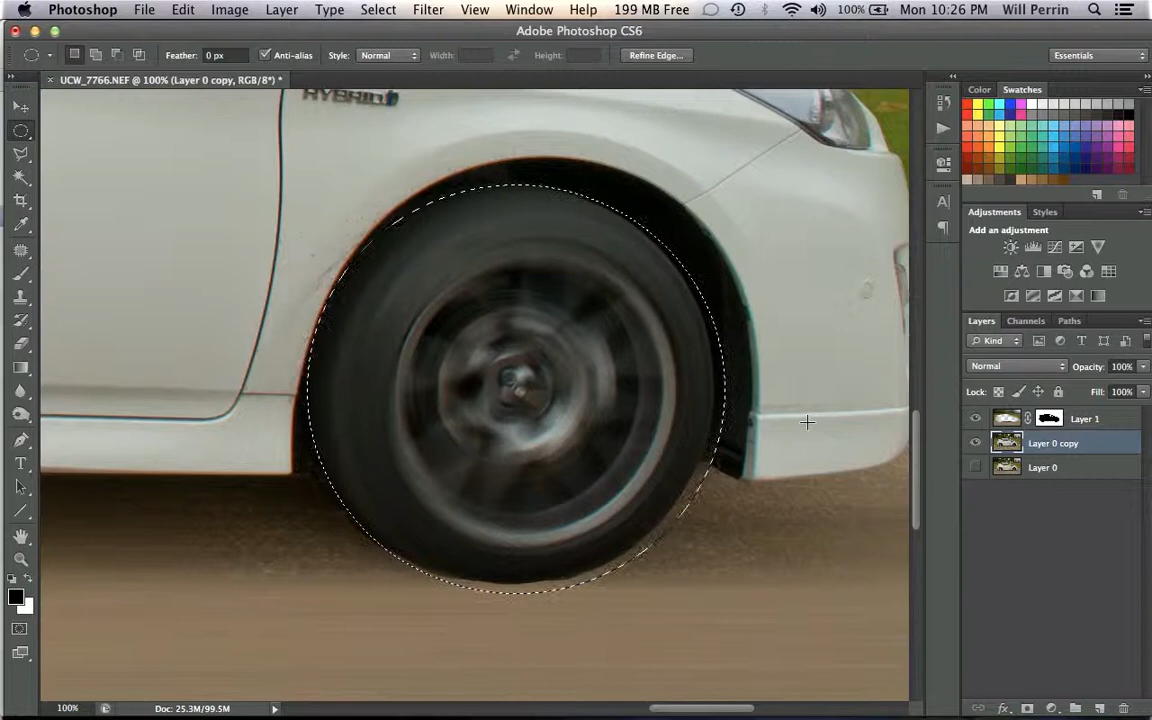 Photoshop File Edit Image Layer Type Select Filter View Window Help 199 MB Free 100% Mon 10:26 PM Will Perrin
Adobe Photoshop CS6
Feather: 0 px Anti-alias Style: Normal Width: Height: Refine Edge... Essentials
UCW_7766.NEF @ 100% (Layer 0 copy, RGB/8*) *
HYBRID
Color Swatches
Adjustments Styles
Add an adjustment
Layers Channels Paths
Kind
Normal Opacity: 100%
Lock: Fill: 100%
Layer 1
Layer 0 copy
Layer 0
100% Doc: 25.3M/99.5M